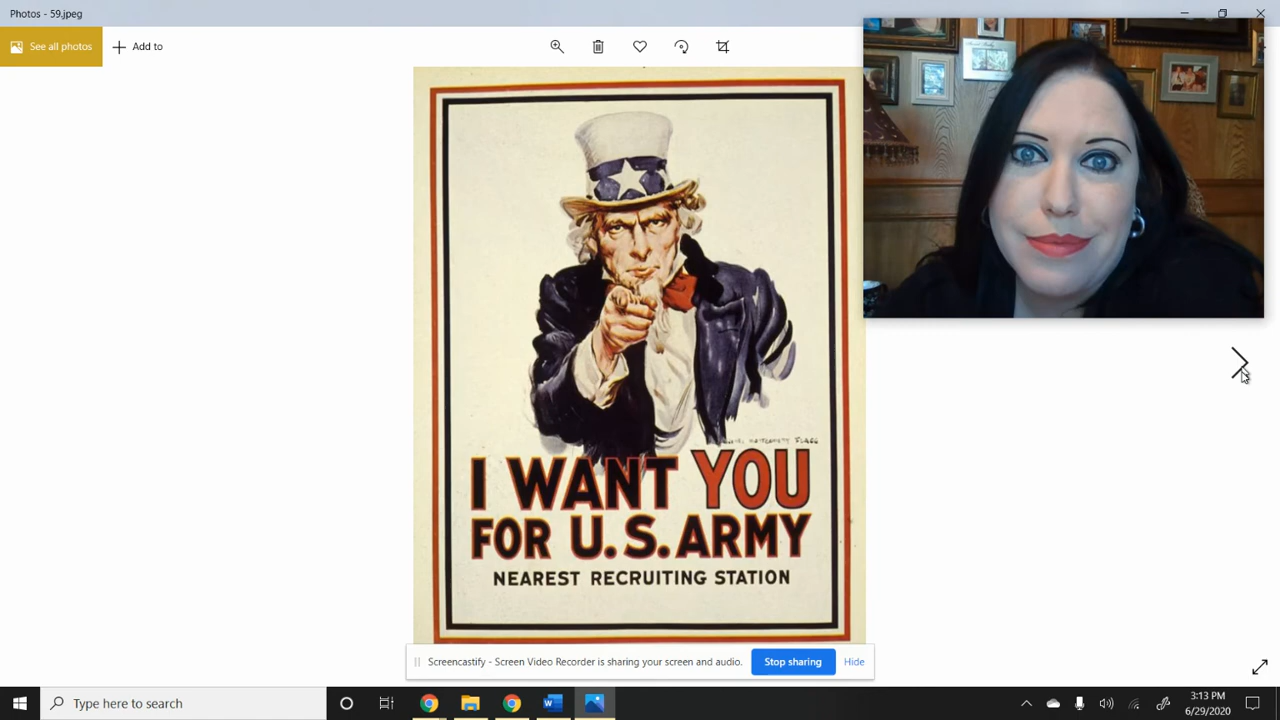 Photos - 59.jpeg
See all photos
Add to
I WANT YOU
FOR U.S. ARMY
NEAREST RECRUITING STATION
Screencastify - Screen Video Recorder is sharing your screen and audio.
Stop sharing
Hide
Type here to search
3:13 PM
6/29/2020